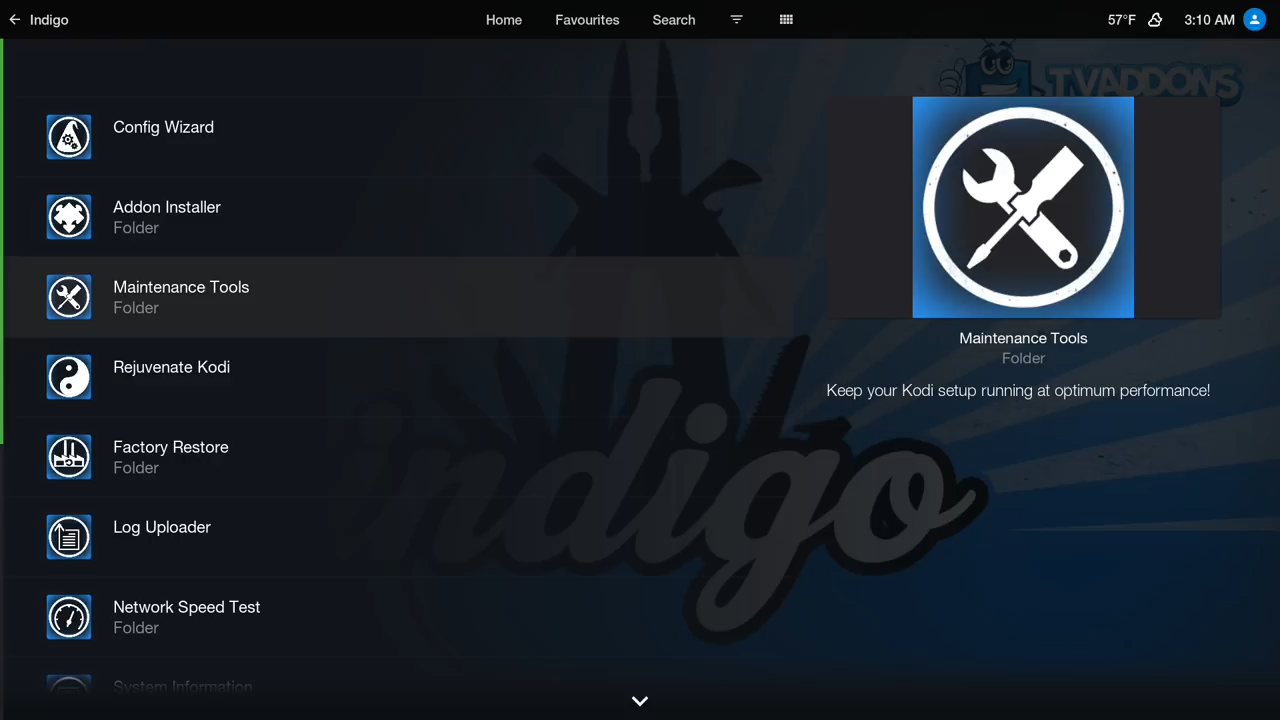 Indigo
Home
Favourites
Search
57°F
3:10 AM
TVADDONS
Config Wizard
Addon Installer
Folder
Maintenance Tools
Folder
Rejuvenate Kodi
Factory Restore
Folder
Log Uploader
Network Speed Test
Folder
System Information
Maintenance Tools
Folder
Keep your Kodi setup running at optimum performance!
indigo